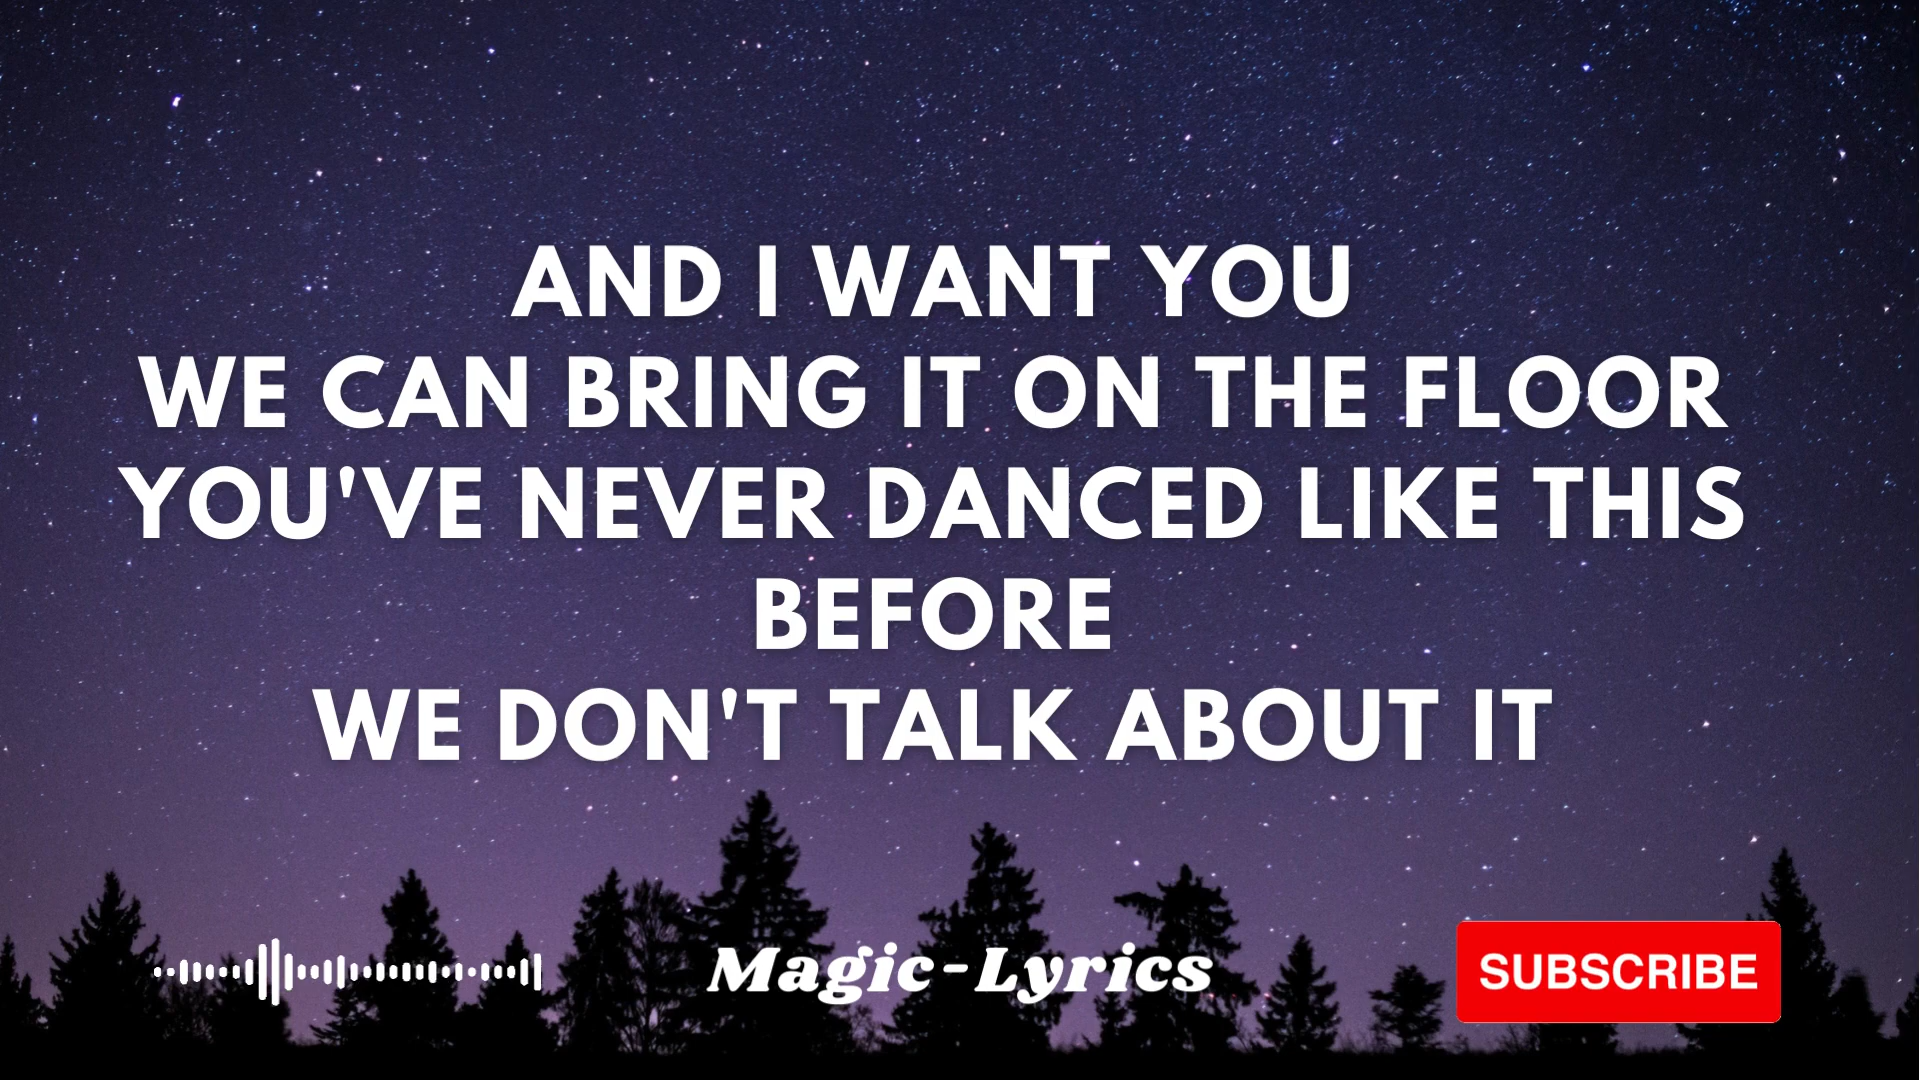 AND I WANT YOU
WE CAN BRING IT ON THE FLOOR
YOU'VE NEVER DANCED LIKE THIS
BEFORE
WE DON'T TALK ABOUT IT
Magic-Lyrics
SUBSCRIBE